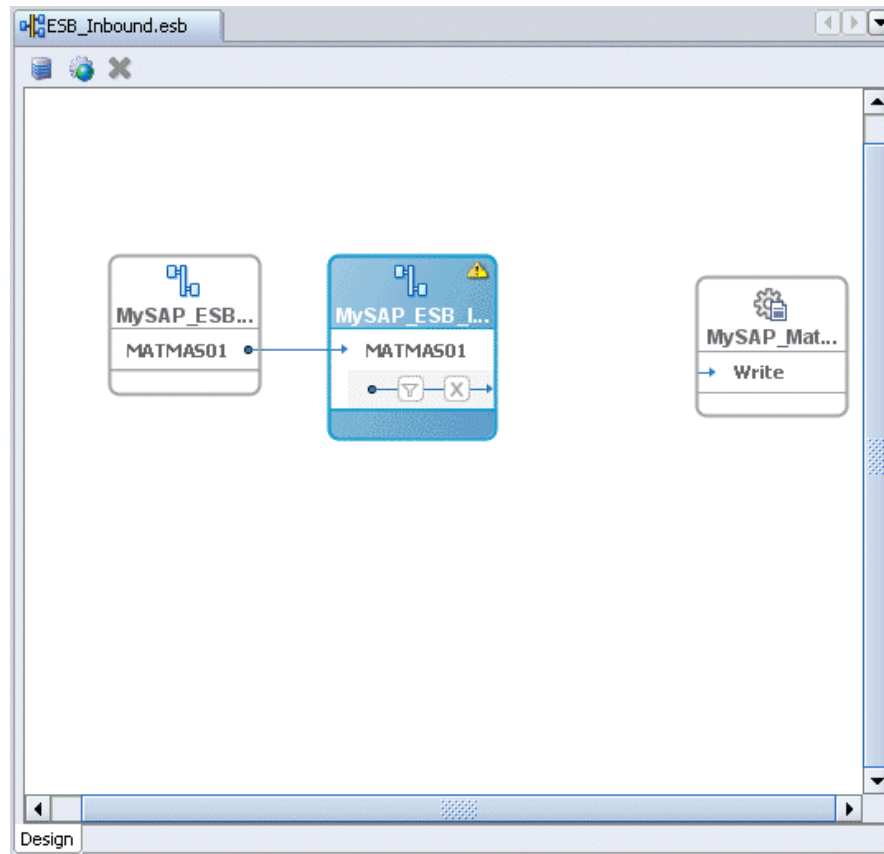 ESB_Inbound.esb
MySAP_ESB...
MATMAS01
MySAP_ESB_I...
MATMAS01
MySAP_Mat...
Write
Design